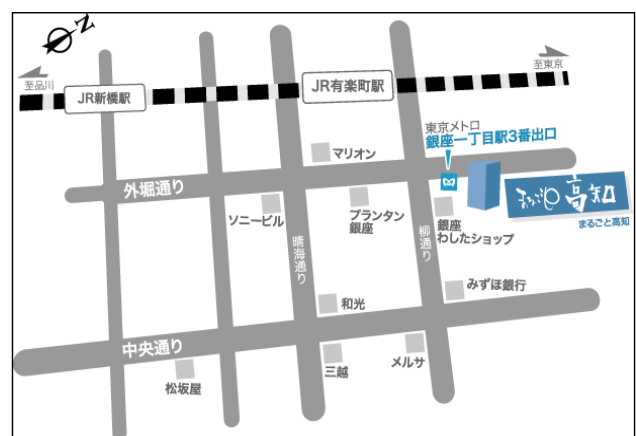 N
至品川
至東京
JR新橋駅
JR有楽町駅
東京メトロ
銀座一丁目駅3番出口
マリオン
外堀通り
ソニービル
プランタン
銀座
銀座
わしたショップ
まるごと高知
まるごと高知
晴海通り
柳通り
みずほ銀行
和光
中央通り
松坂屋
三越
メルサ